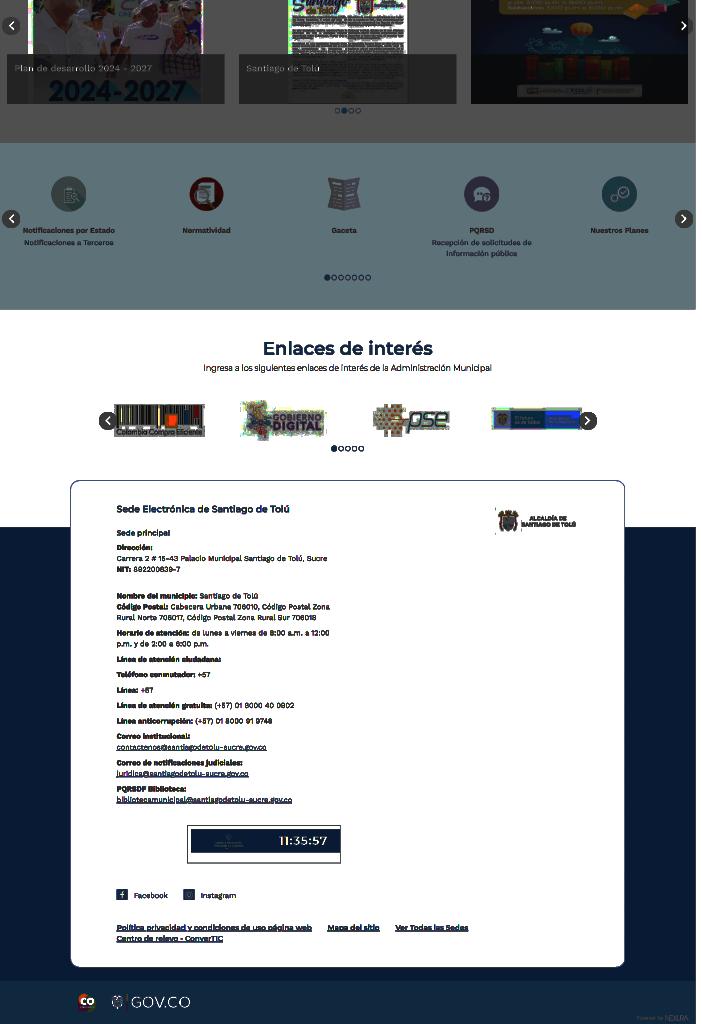 Santiago
de Tolú
Plan de desarrollo 2024 - 2027
Santiago de Tolú
2024-2027
Notificaciones por Estado
Notificaciones a Terceros
Normatividad
Gaceta
PQRSD
Recepción de solicitudes de
información pública
Nuestros Planes
Enlaces de interés
Ingresa a los siguientes enlaces de interés de la Administración Municipal
Colombia Compra Eficiente
GOBIERNO
DIGITAL
pse
Sede Electrónica de Santiago de Tolú
ALCALDÍA DE
SANTIAGO DE TOLÚ
Sede principal
Dirección:
Carrera 2 # 15-43 Palacio Municipal Santiago de Tolú, Sucre
NIT: 892200839-7
Nombre del municipio: Santiago de Tolú
Código Postal: Cabecera Urbana 706010, Código Postal Zona
Rural Norte 706017, Código Postal Zona Rural Sur 706018
Horario de atención: de lunes a viernes de 8:00 a.m. a 12:00
p.m. y de 2:00 a 6:00 p.m.
Línea de atención ciudadana:
Teléfono conmutador: +57
Línea: +57
Línea de atención gratuita: (+57) 01 8000 40 0802
Línea anticorrupción: (+57) 01 8000 91 9748
Correo institucional:
contactenos@santiagodetolu-sucre.gov.co
Correo de notificaciones judiciales:
juridica@santiagodetolu-sucre.gov.co
PQRSDF Biblioteca:
bibliotecamunicipal@santiagodetolu-sucre.gov.co
11:35:57
Facebook
Instagram
Política privacidad y condiciones de uso página web
Mapa del sitio
Ver Todas las Sedes
Centro de relevo - ConverTIC
CO
GOV.CO
Powered by NEXURA